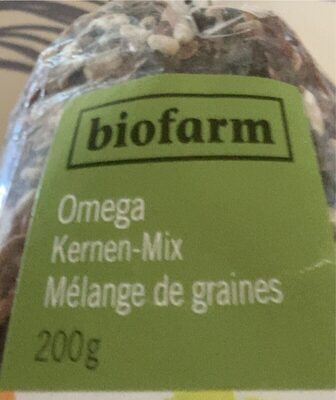 biofarm
Omega
Kernen-Mix
Mélange de graines
200g